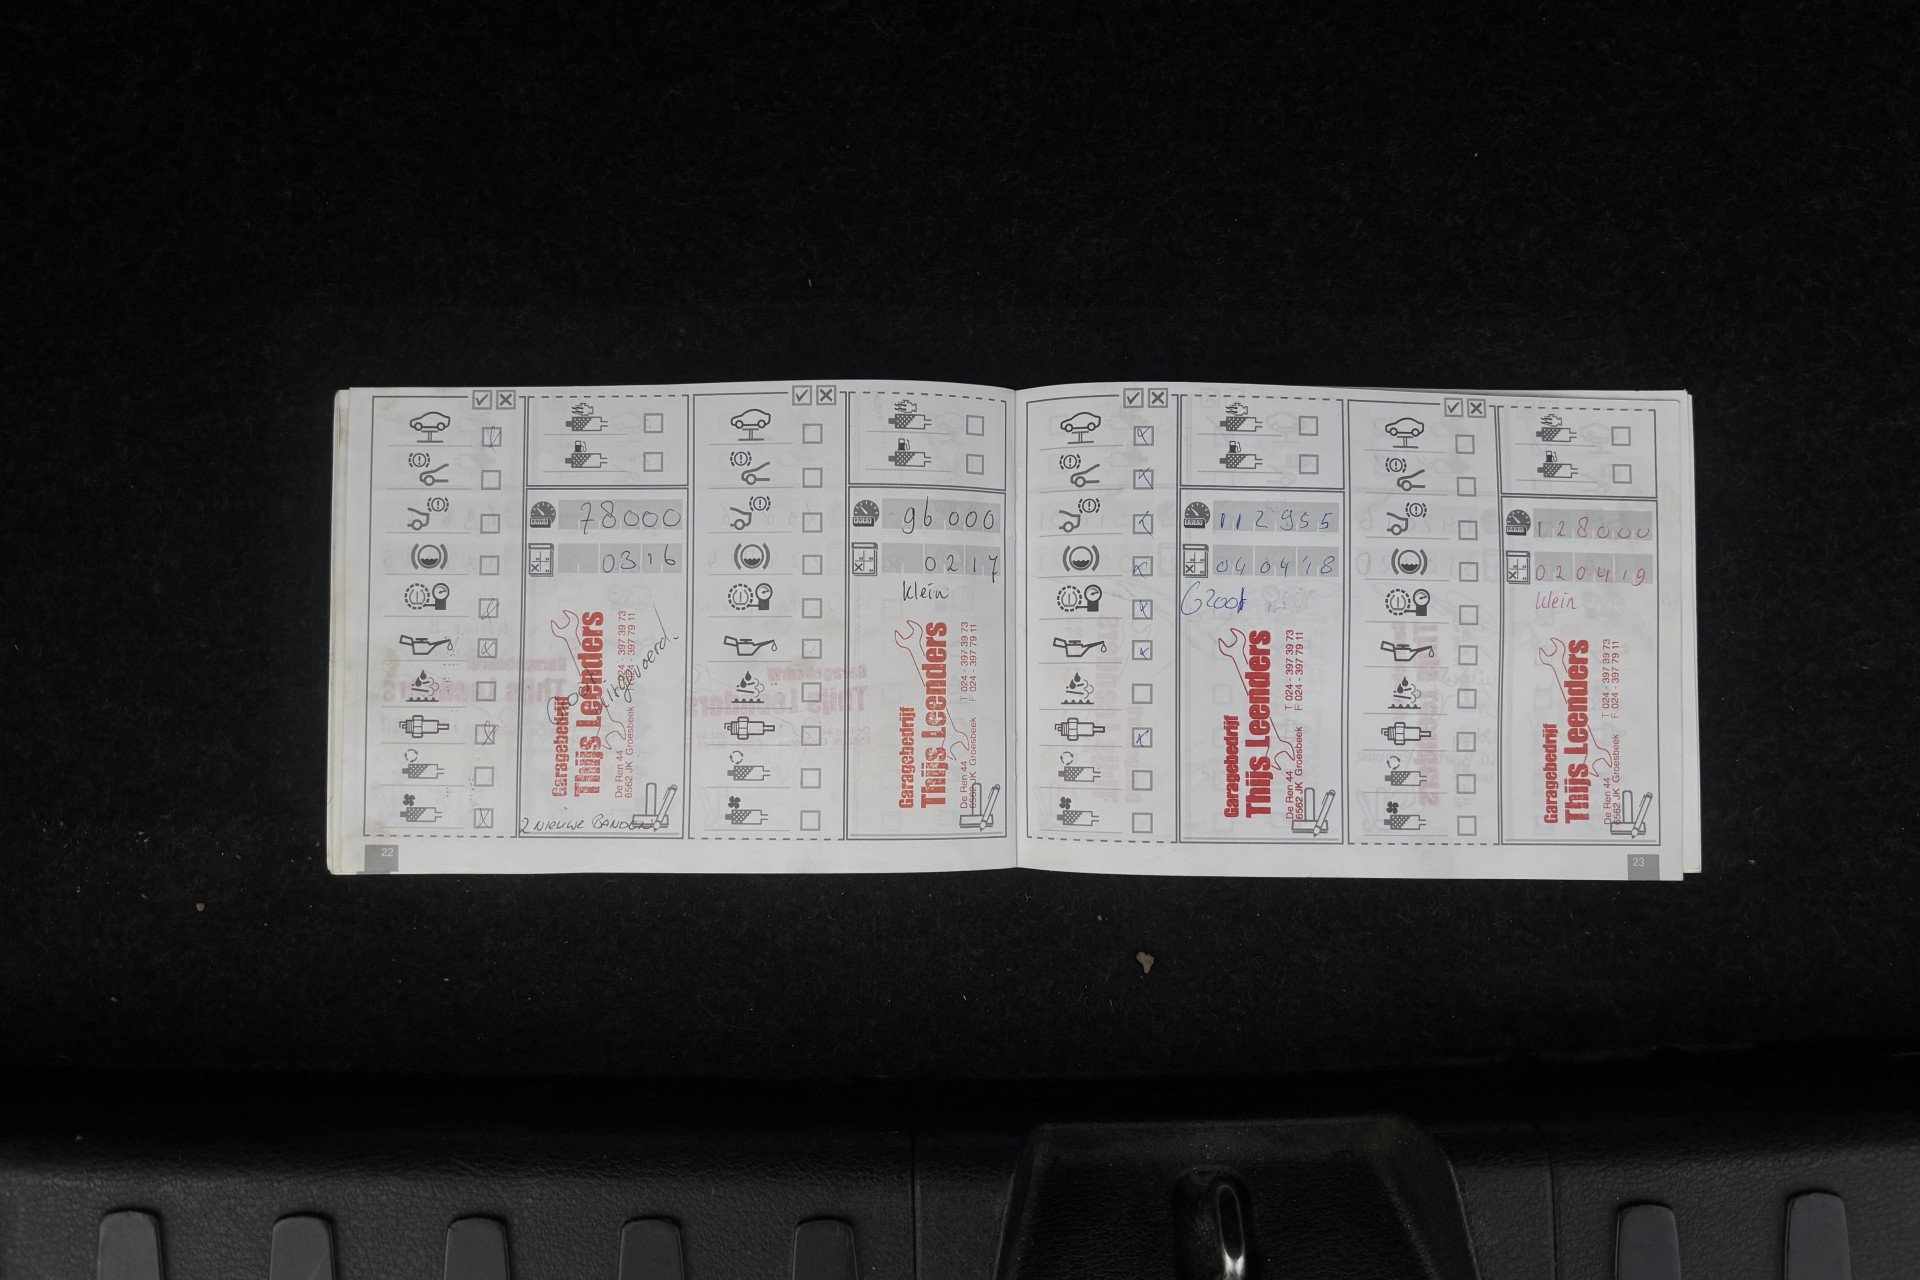 78000
0316
Garagebedrijf
Thijs Leenders
De Ren 44
6562 JK Groesbeek
T 024 - 397 39 73
F 024 - 397 79 11
uitgevoerd!
2 NIEUWE BANDEN
22
96000
0217
klein
Garagebedrijf
Thijs Leenders
De Ren 44
6562 JK Groesbeek
T 024 - 397 39 73
F 024 - 397 79 11
112955
040418
Groot
Garagebedrijf
Thijs Leenders
De Ren 44
6562 JK Groesbeek
T 024 - 397 39 73
F 024 - 397 79 11
128000
020419
klein
Garagebedrijf
Thijs Leenders
De Ren 44
6562 JK Groesbeek
T 024 - 397 39 73
F 024 - 397 79 11
23